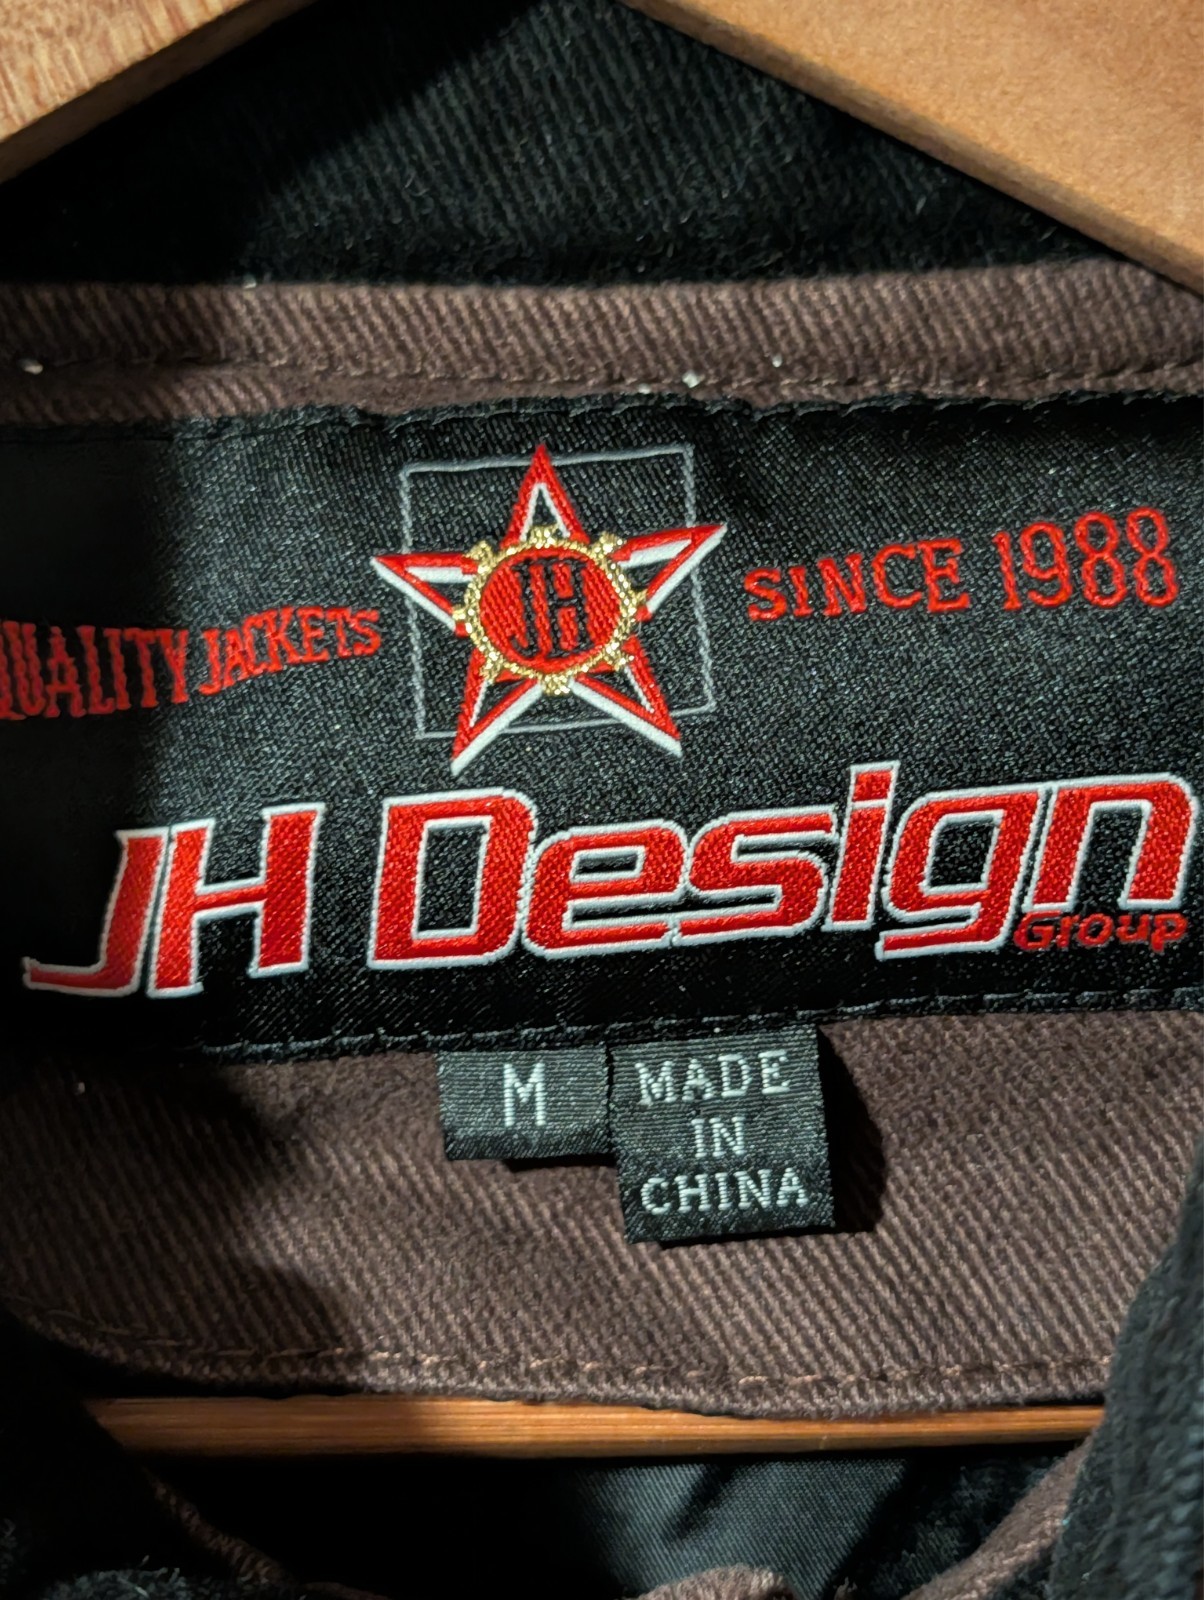 QUALITY JACKETS
JH
SINCE 1988
JH Design
Group
M
MADE
IN
CHINA